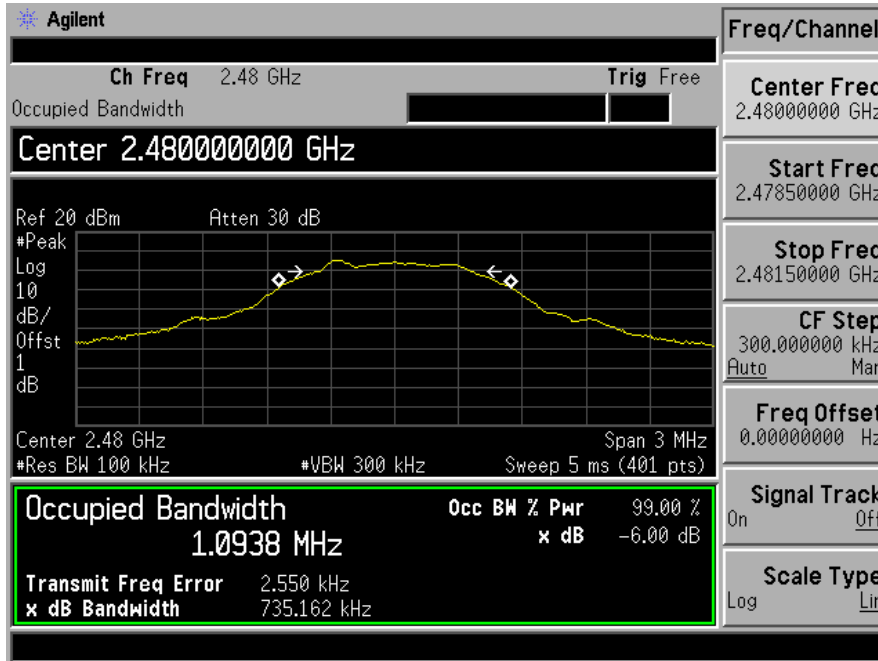 Agilent
Freq/Channel
Ch Freq 2.48 GHz Trig Free
Occupied Bandwidth
Center 2.480000000 GHz
Center Freq
2.48000000 GHz
Start Freq
2.47850000 GHz
Stop Freq
2.48150000 GHz
CF Step
300.000000 kHz
Auto Man
Freq Offset
0.00000000 Hz
Signal Track
On Off
Scale Type
Log Lin
Ref 20 dBm Atten 30 dB
#Peak
Log
10
dB/
Offst
1
dB
Center 2.48 GHz Span 3 MHz
#Res BW 100 kHz #VBW 300 kHz Sweep 5 ms (401 pts)
Occupied Bandwidth
1.0938 MHz
Occ BW % Pwr 99.00 %
x dB -6.00 dB
Transmit Freq Error 2.550 kHz
x dB Bandwidth 735.162 kHz